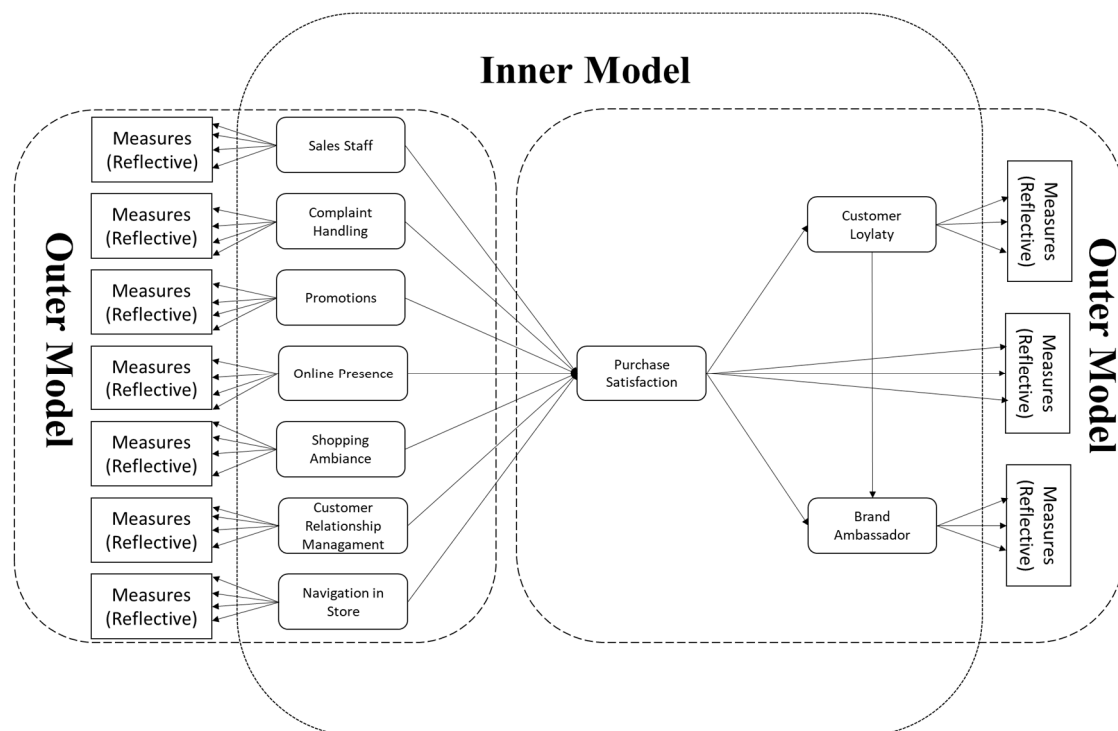 Inner Model
Outer Model
Measures
(Reflective)
Sales Staff
Measures
(Reflective)
Complaint
Handling
Measures
(Reflective)
Promotions
Measures
(Reflective)
Online Presence
Measures
(Reflective)
Shopping
Ambiance
Measures
(Reflective)
Customer
Relationship
Managament
Measures
(Reflective)
Navigation in
Store
Purchase
Satisfaction
Customer
Loylaty
Brand
Ambassador
Measures
(Reflective)
Measures
(Reflective)
Measures
(Reflective)
Outer Model